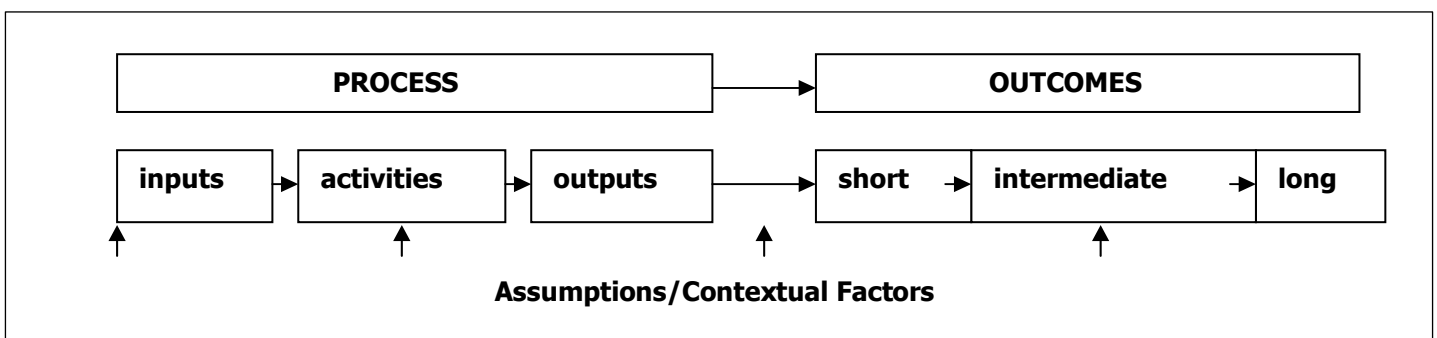 PROCESS OUTCOMES
inputs activities outputs short intermediate long
Assumptions/Contextual Factors